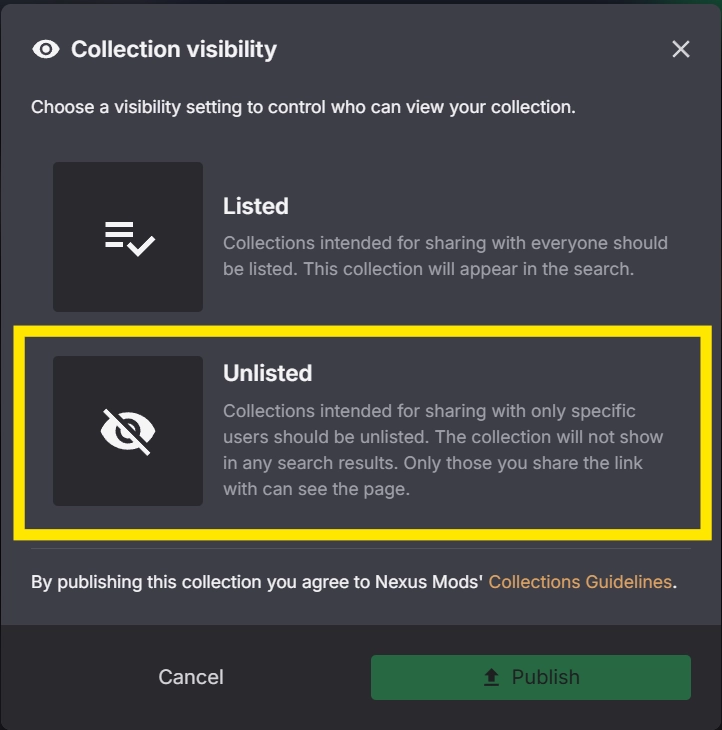 Collection visibility
Choose a visibility setting to control who can view your collection.
Listed
Collections intended for sharing with everyone should
be listed. This collection will appear in the search.
Unlisted
Collections intended for sharing with only specific
users should be unlisted. The collection will not show
in any search results. Only those you share the link
with can see the page.
By publishing this collection you agree to Nexus Mods' Collections Guidelines.
Cancel
Publish